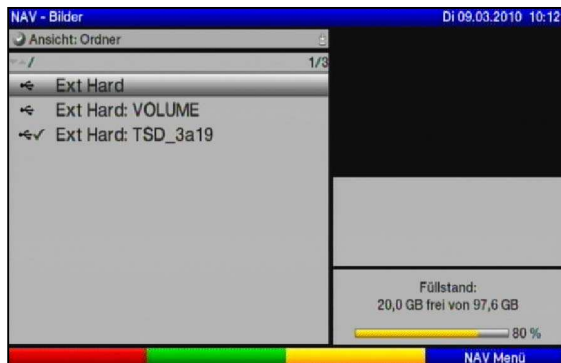 NAV - Bilder
Di 09.03.2010 10:12
Ansicht: Ordner
/ 1/3
Ext Hard
Ext Hard: VOLUME
Ext Hard: TSD_3a19
Füllstand:
20,0 GB frei von 97,6 GB
80 %
NAV Menü